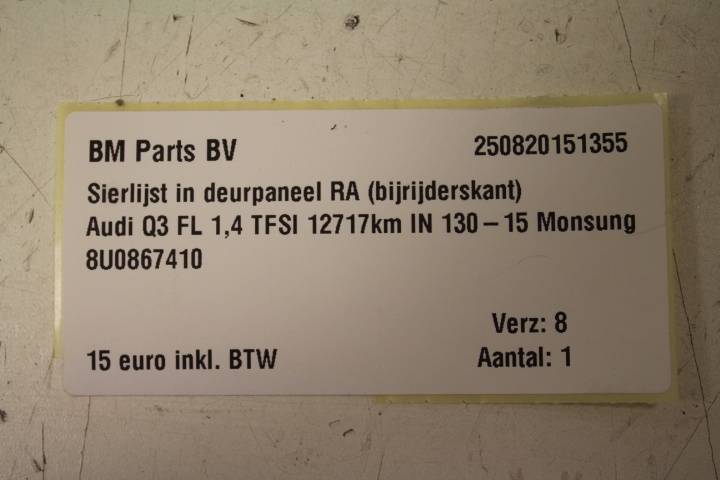 BM Parts BV 250820151355
Sierlijst in deurpaneel RA (bijrijderskant)
Audi Q3 FL 1,4 TFSI 12717km IN 130 – 15 Monsung
8U0867410
Verz: 8
15 euro inkl. BTW Aantal: 1